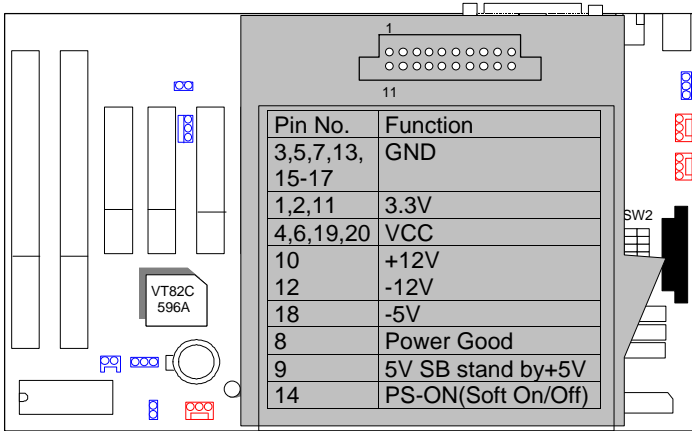 1
11
Pin No. Function
3,5,7,13, GND
15-17
1,2,11 3.3V
4,6,19,20 VCC
10 +12V
12 -12V
18 -5V
8 Power Good
9 5V SB stand by+5V
14 PS-ON(Soft On/Off)
SW2
VT82C
596A